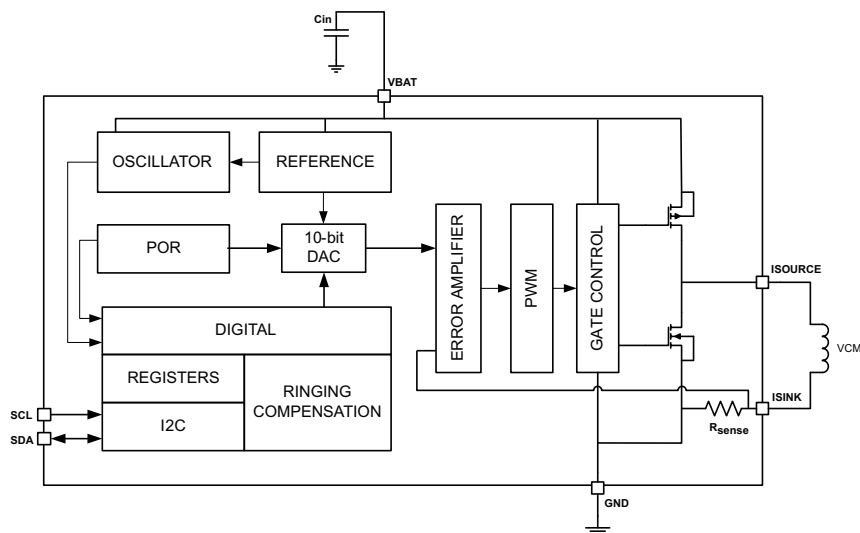 Cin
VBAT
OSCILLATOR
REFERENCE
POR
10-bit
DAC
ERROR AMPLIFIER
PWM
GATE CONTROL
ISOURCE
VCM
DIGITAL
REGISTERS
RINGING
COMPENSATION
I2C
SCL
SDA
ISINK
Rsense
GND